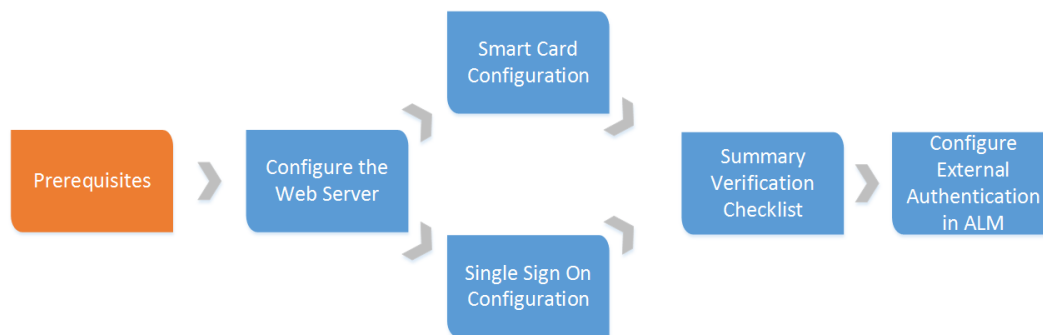 Prerequisites
Configure the
Web Server
Smart Card
Configuration
Single Sign On
Configuration
Summary
Verification
Checklist
Configure
External
Authentication
in ALM